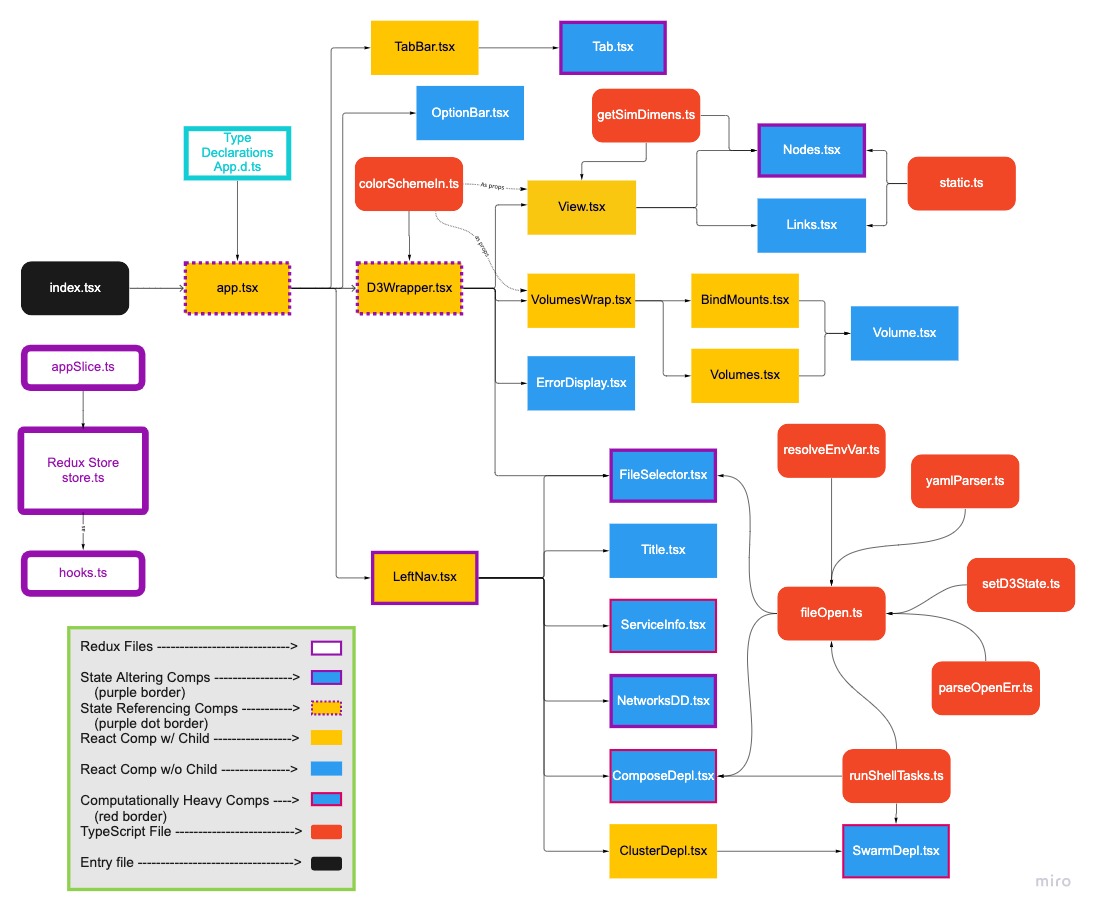 TabBar.tsx
Tab.tsx
OptionBar.tsx
getSimDimens.ts
Type
Declarations
App.d.ts
Nodes.tsx
colorSchemeIn.ts
As props
static.ts
View.tsx
Links.tsx
as props
index.tsx
app.tsx
D3Wrapper.tsx
VolumesWrap.tsx
BindMounts.tsx
Volume.tsx
appSlice.ts
ErrorDisplay.tsx
Volumes.tsx
Redux Store
store.ts
as
hooks.ts
FileSelector.tsx
resolveEnvVar.ts
yamlParser.ts
Title.tsx
LeftNav.tsx
setD3State.ts
fileOpen.ts
ServiceInfo.tsx
parseOpenErr.ts
NetworksDD.tsx
ComposeDepl.tsx
runShellTasks.ts
ClusterDepl.tsx
SwarmDepl.tsx
Redux Files ----------------------------->
State Altering Comps ----------------->
(purple border)
State Referencing Comps ----------->
(purple dot border)
React Comp w/ Child ----------------->
React Comp w/o Child ---------------->
Computationally Heavy Comps ---->
(red border)
TypeScript File ------------------------->
Entry file --------------------------------->
miro